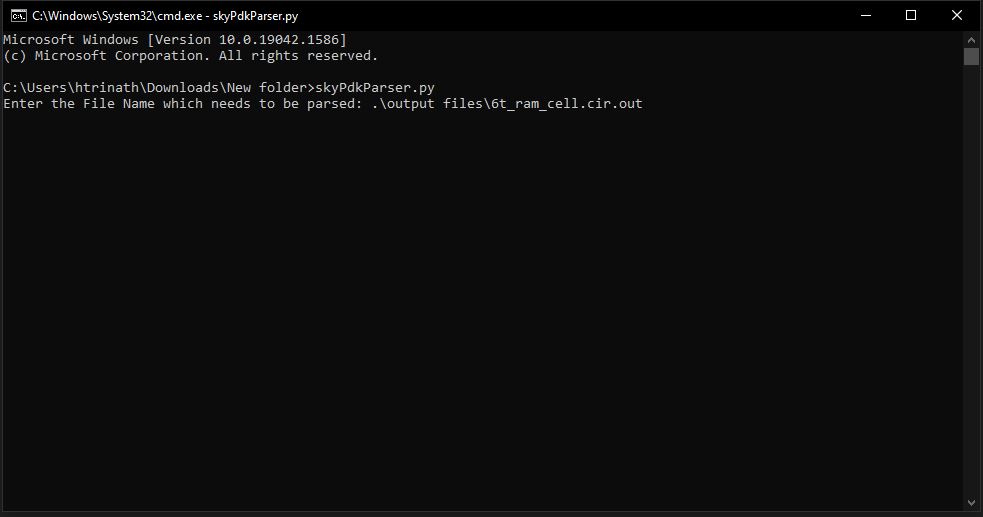 C:\Windows\System32\cmd.exe - skyPdkParser.py
Microsoft Windows [Version 10.0.19042.1586]
(c) Microsoft Corporation. All rights reserved.
C:\Users\htrinath\Downloads\New folder>skyPdkParser.py
Enter the File Name which needs to be parsed: .\output files\6t_ram_cell.cir.out